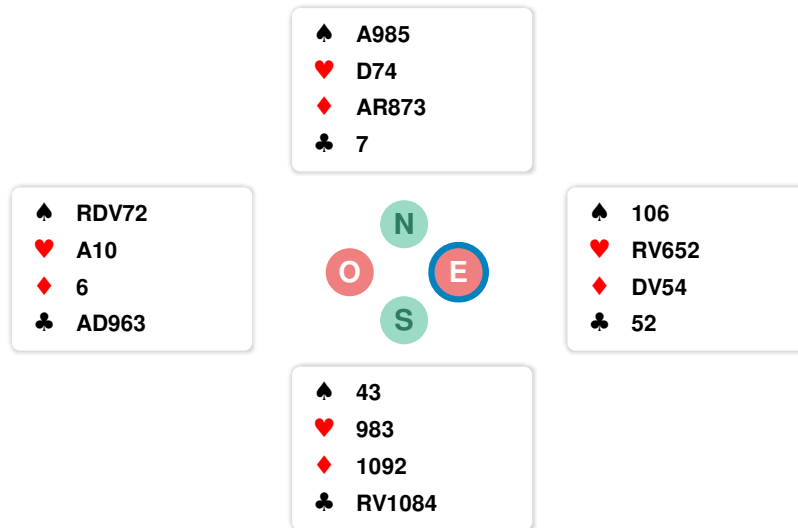 ♠ A985
♥ D74
♦ AR873
♣ 7
♠ RDV72
♥ A10
♦ 6
♣ AD963
N
O E
S
♠ 106
♥ RV652
♦ DV54
♣ 52
♠ 43
♥ 983
♦ 1092
♣ RV1084